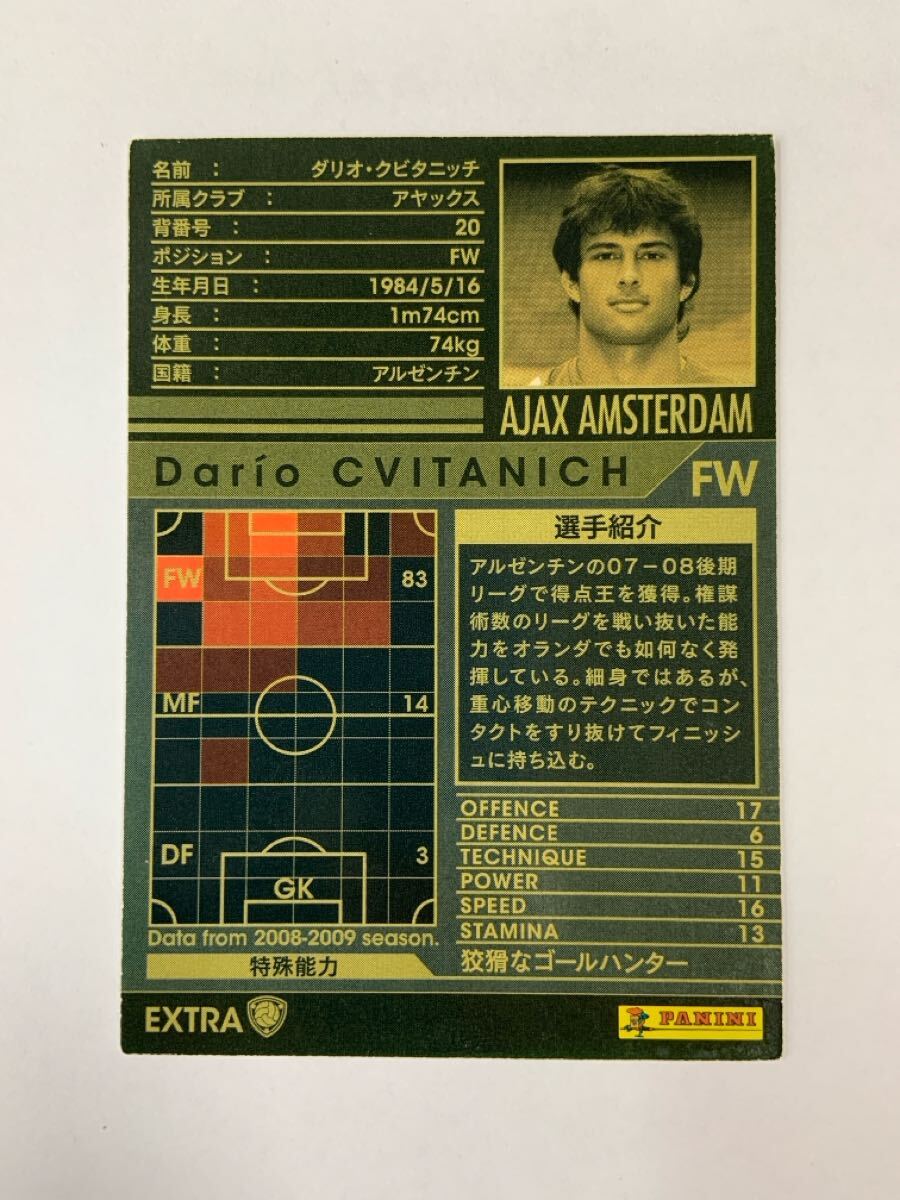 名前 : ダリオ・クビタニッチ
所属クラブ : アヤックス
背番号 : 20
ポジション : FW
生年月日 : 1984/5/16
身長 : 1m74cm
体重 : 74kg
国籍 : アルゼンチン
AJAX AMSTERDAM
Darío CVITANICH
FW
FW 83
MF 14
DF 3
GK
Data from 2008-2009 season.
特殊能力
選手紹介
アルゼンチンの07-08後期
リーグで得点王を獲得。権謀
術数のリーグを戦い抜いた能
力をオランダでも如何なく発
揮している。細身ではあるが、
重心移動のテクニックでコン
タクトをすり抜けてフィニッシ
ュに持ち込む。
OFFENCE 17
DEFENCE 6
TECHNIQUE 15
POWER 11
SPEED 16
STAMINA 13
狡猾なゴールハンター
EXTRA
PANINI